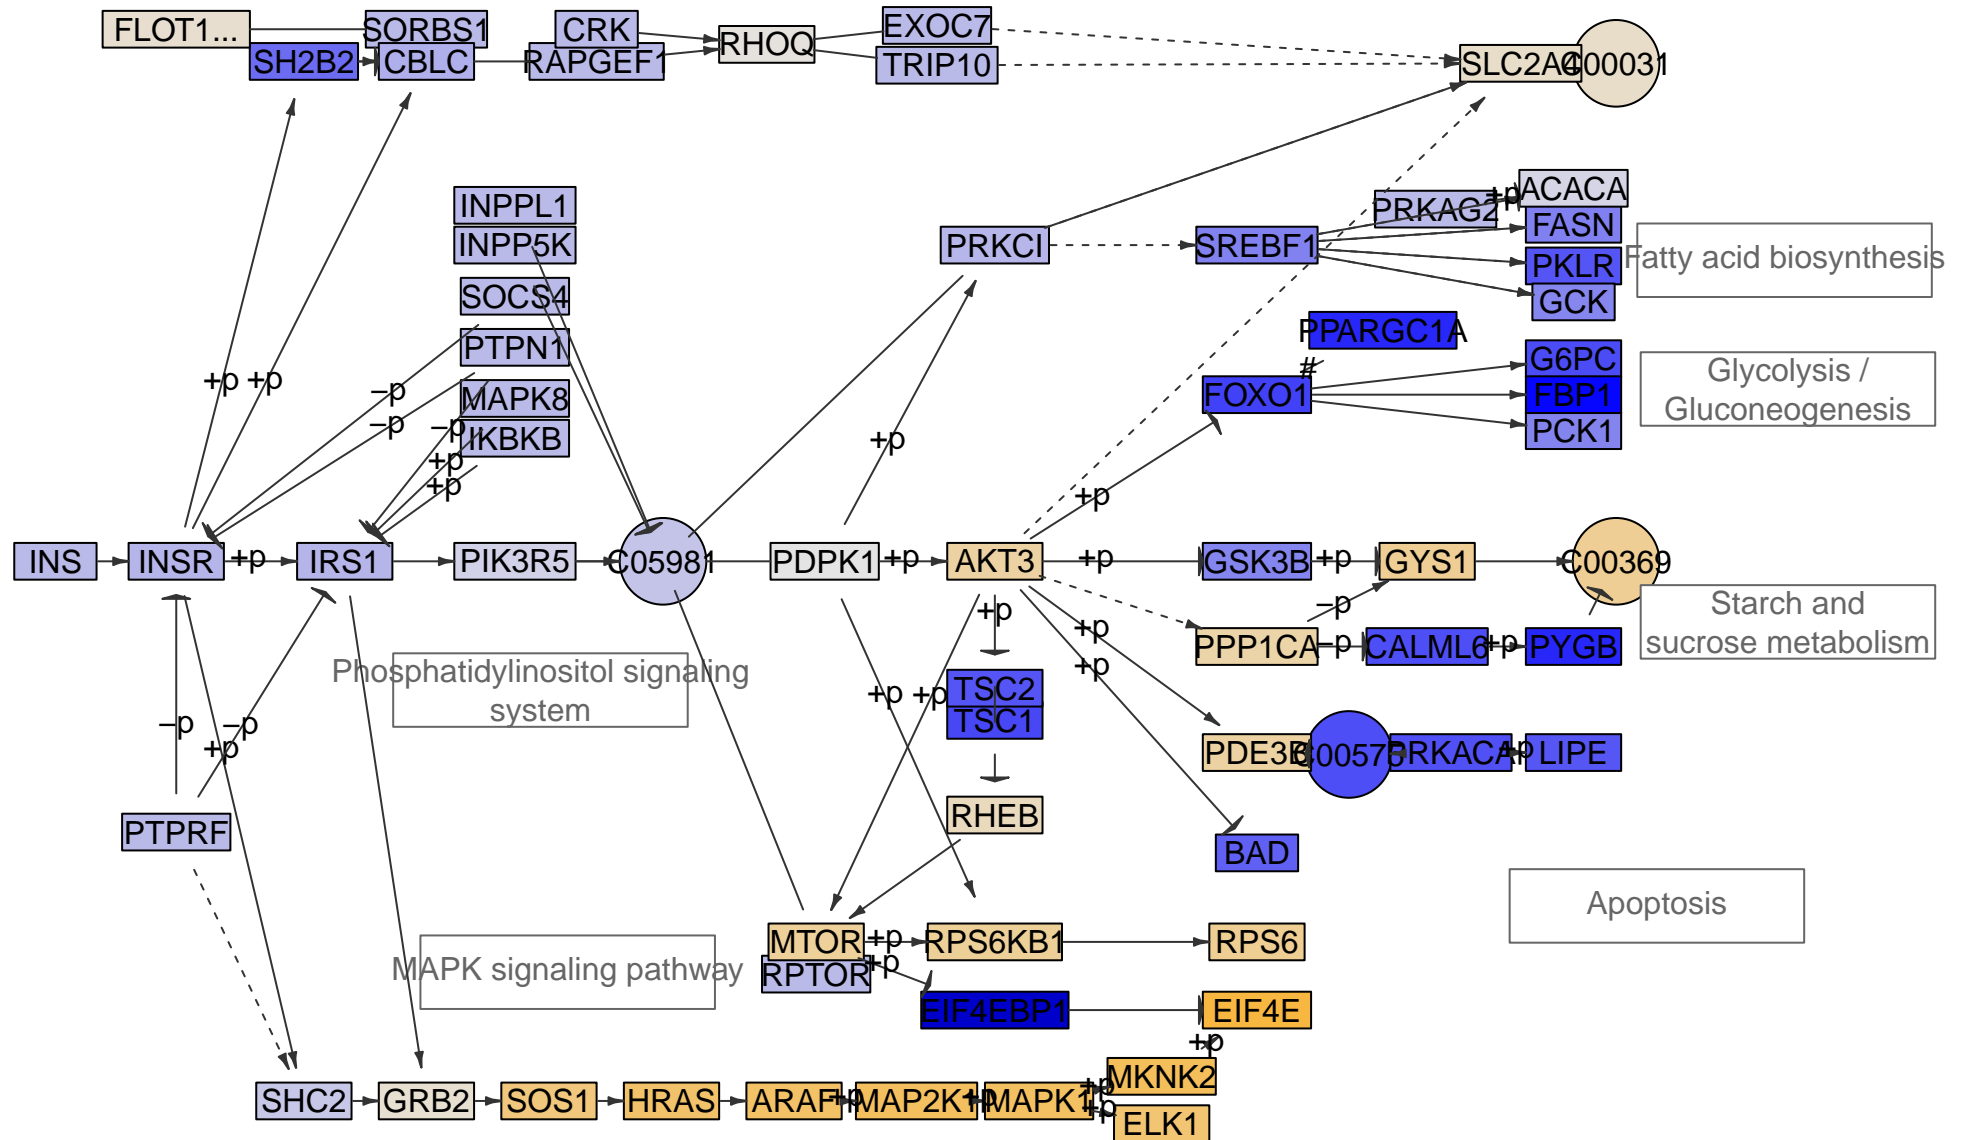 FLOT1...
SORBS1
CRK
EXOC7
RHOQ
SH2B2
CBLC
RAPGEF1
TRIP10
SLC2A4
C00031
INPPL1
PRKAG2
+p
ACACA
INPP5K
PRKCI
SREBF1
FASN
PKLR
Fatty acid biosynthesis
SOCS4
GCK
PTPN1
PPARGC1A
#
G6PC
Glycolysis /
Gluconeogenesis
+p
+p
–p
MAPK8
FOXO1
FBP1
–p
–p
IKBKB
+p
PCK1
+p
+p
+p
INS
INSR
+p
IRS1
PIK3R5
C05981
PDPK1
+p
AKT3
+p
GSK3B
+p
GYS1
C00369
+p
–p
Starch and
sucrose metabolism
+p
PPP1CA
–p
CALML6
+p
PYGB
+p
Phosphatidylinositol signaling
system
+p
+p
TSC2
TSC1
–p
+p
–p
PDE3B
C00575
PRKACA
+p
LIPE
PTPRF
RHEB
BAD
Apoptosis
MTOR
+p
RPS6KB1
RPS6
MAPK signaling pathway
RPTOR
+p
EIF4EBP1
EIF4E
+p
MKNK2
SHC2
GRB2
SOS1
HRAS
ARAF
+p
MAP2K1
+p
MAPK1
+p
+p
ELK1